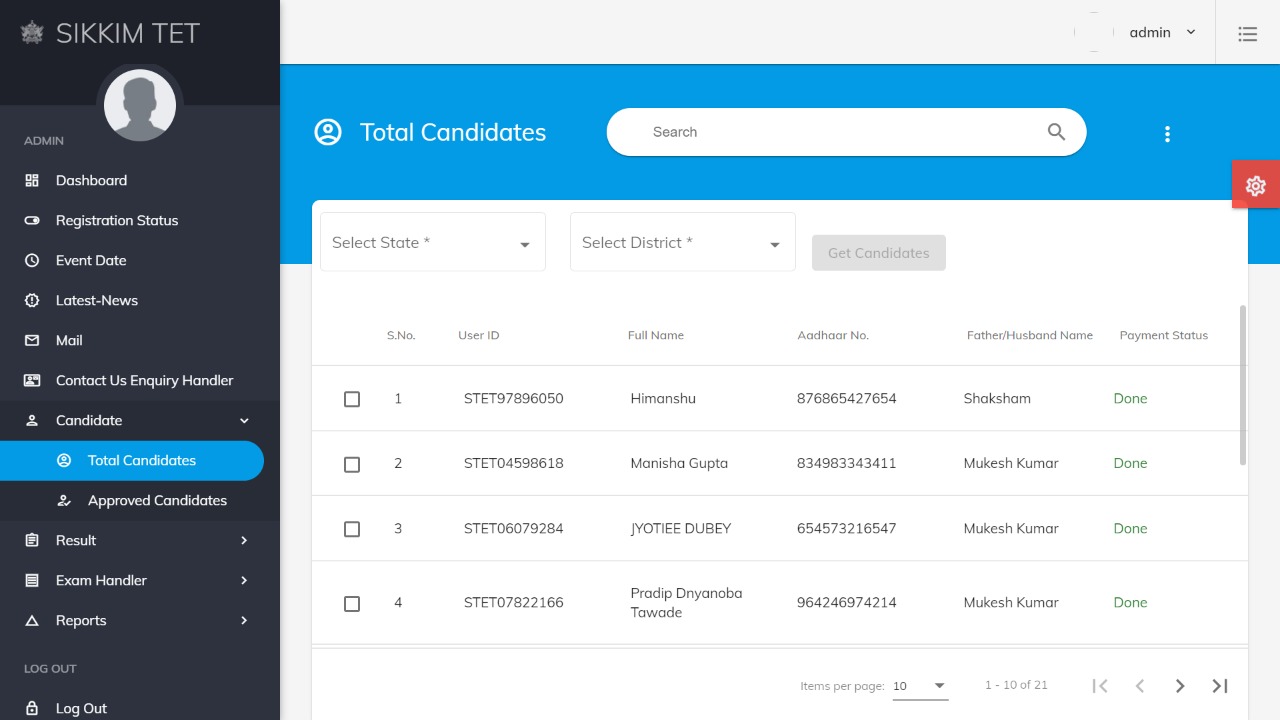 SIKKIM TET
admin
ADMIN
Dashboard
Registration Status
Event Date
Latest-News
Mail
Contact Us Enquiry Handler
Candidate
Total Candidates
Approved Candidates
Result
Exam Handler
Reports
LOG OUT
Log Out
Total Candidates
Search
Select State *
Select District *
Get Candidates
S.No. User ID Full Name Aadhaar No. Father/Husband Name Payment Status
1 STET97896050 Himanshu 876865427654 Shaksham Done
2 STET04598618 Manisha Gupta 834983343411 Mukesh Kumar Done
3 STET06079284 JYOTIEE DUBEY 654573216547 Mukesh Kumar Done
4 STET07822166 Pradip Dnyanoba Tawade 964246974214 Mukesh Kumar Done
Items per page: 10 1 - 10 of 21